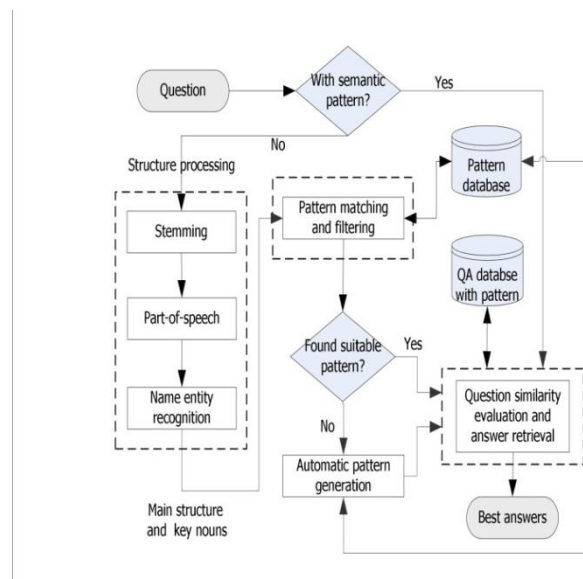 Question
With semantic
pattern?
Yes
No
Structure processing
Stemming
Part-of-speech
Name entity
recognition
Main structure
and key nouns
Pattern matching
and filtering
Pattern
database
QA databse
with pattern
Found suitable
pattern?
Yes
No
Automatic pattern
generation
Question similarity
evaluation and
answer retrieval
Best answers